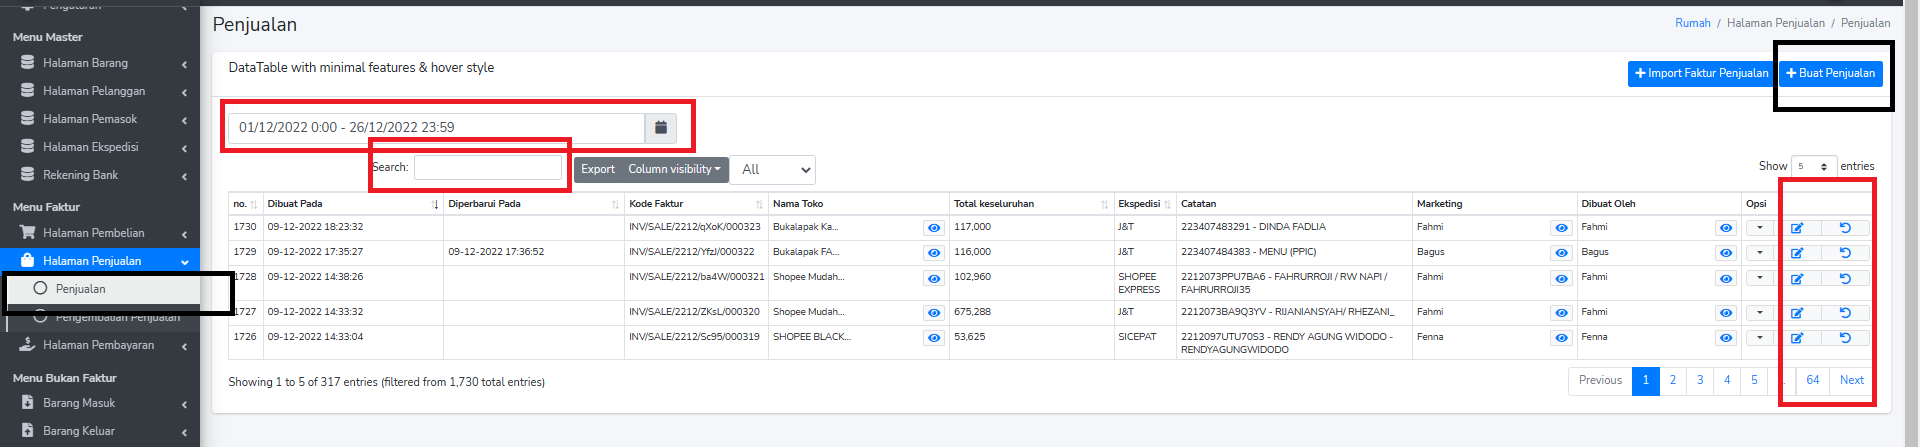 Pengaturan
Menu Master
Halaman Barang
Halaman Pelanggan
Halaman Pemasok
Halaman Ekspedisi
Rekening Bank
Menu Faktur
Halaman Pembelian
Halaman Penjualan
Penjualan
Pengembalian Penjualan
Halaman Pembayaran
Menu Bukan Faktur
Barang Masuk
Barang Keluar
Penjualan
Rumah / Halaman Penjualan / Penjualan
DataTable with minimal features & hover style
+ Import Faktur Penjualan
+ Buat Penjualan
01/12/2022 0:00 - 26/12/2022 23:59
Search:
Export Column visibility
All
Show 5 entries
no. Dibuat Pada Diperbarui Pada Kode Faktur Nama Toko Total keseluruhan Ekspedisi Catatan Marketing Dibuat Oleh Opsi
1730 09-12-2022 18:23:32 INV/SALE/2212/qXoK/000323 Bukalapak Ka... 117,000 J&T 223407483291 - DINDA FADLIA Fahmi Fahmi
1729 09-12-2022 17:35:27 09-12-2022 17:36:52 INV/SALE/2212/YfzJ/000322 Bukalapak FA... 116,000 J&T 223407484383 - MENU (PPIC) Bagus Bagus
1728 09-12-2022 14:38:26 INV/SALE/2212/ba4W/000321 Shopee Mudah... 102,960 SHOPEE EXPRESS 2212073PPU7BA6 - FAHRURROJI / RW NAPI / FAHRURROJI35 Fahmi Fahmi
1727 09-12-2022 14:33:32 INV/SALE/2212/ZKsL/000320 Shopee Mudah... 675,288 J&T 2212073BA9Q3YV - RIJANIANSYAH/ RHEZANI_ Fahmi Fahmi
1726 09-12-2022 14:33:04 INV/SALE/2212/Sc95/000319 SHOPEE BLACK... 53,625 SICEPAT 2212097UTU70S3 - RENDY AGUNG WIDODO - RENDYAGUNGWIDODO Fenna Fenna
Showing 1 to 5 of 317 entries (filtered from 1,730 total entries)
Previous 1 2 3 4 5 64 Next